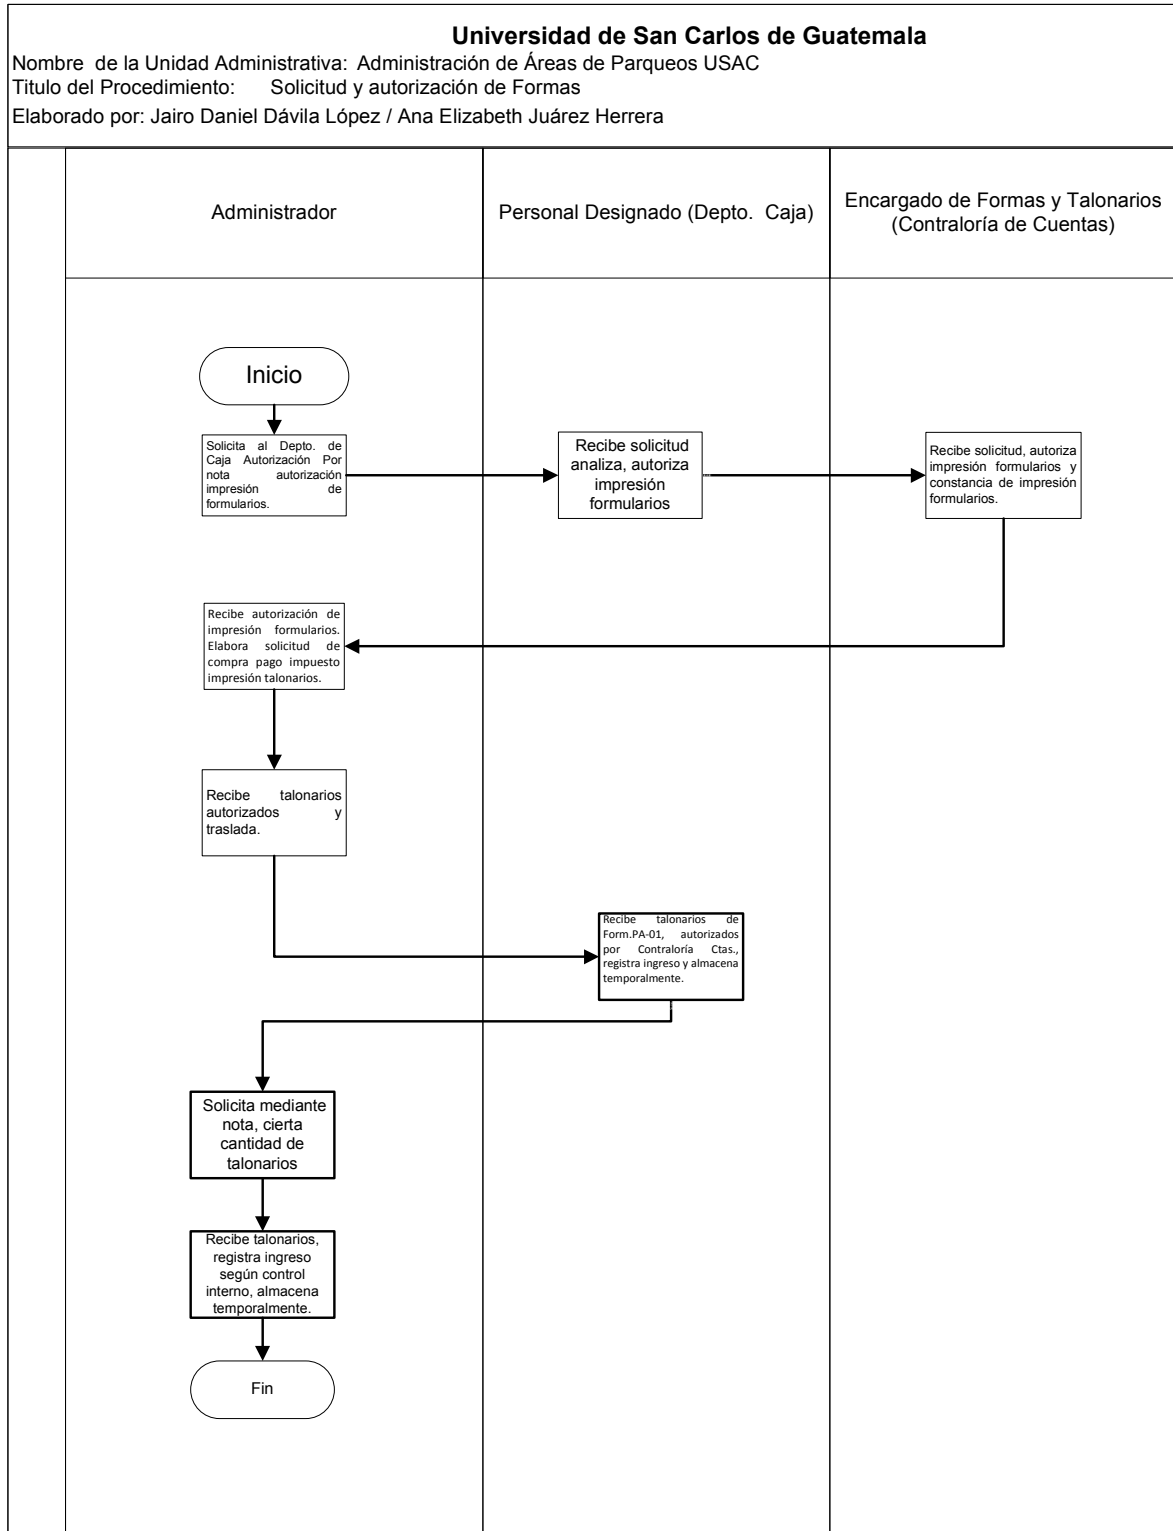 Universidad de San Carlos de Guatemala
Nombre de la Unidad Administrativa: Administración de Áreas de Parqueos USAC
Titulo del Procedimiento: Solicitud y autorización de Formas
Elaborado por: Jairo Daniel Dávila López / Ana Elizabeth Juárez Herrera
Administrador
Personal Designado (Depto. Caja)
Encargado de Formas y Talonarios
(Contraloría de Cuentas)
Inicio
Solicita al Depto. de
Caja Autorización Por
nota autorización
impresión de
formularios.
Recibe solicitud
analiza, autoriza
impresión
formularios
Recibe solicitud, autoriza
impresión formularios y
constancia de impresión
formularios.
Recibe autorización de
impresión formularios.
Elabora solicitud de
compra pago impuesto
impresión talonarios.
Recibe talonarios
autorizados y
traslada.
Recibe talonarios de
Form.PA-01, autorizados
por Contraloría Ctas.,
registra ingreso y almacena
temporalmente.
Solicita mediante
nota, cierta
cantidad de
talonarios
Recibe talonarios,
registra ingreso
según control
interno, almacena
temporalmente.
Fin